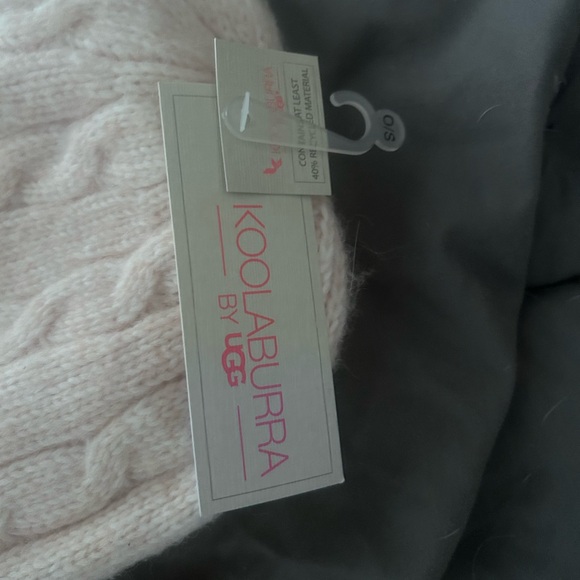 CONTAINS AT LEAST
40% RECYCLED MATERIAL
S/O
KOOLABURRA
BY UGG